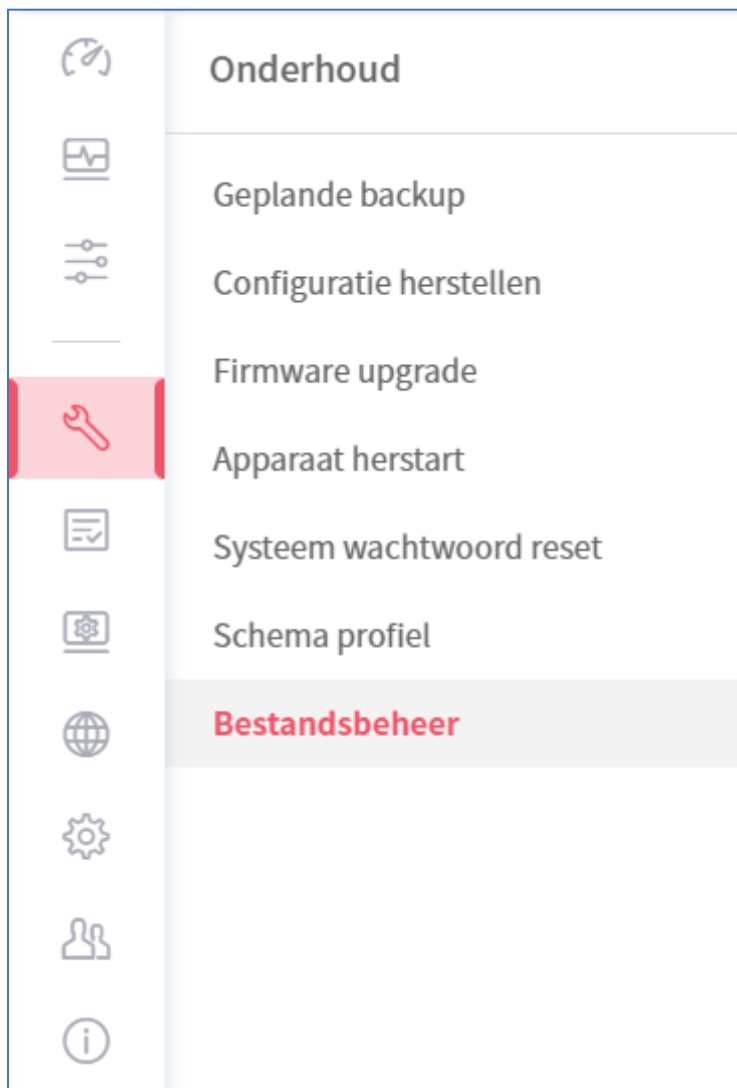 Onderhoud
Geplande backup
Configuratie herstellen
Firmware upgrade
Apparaat herstart
Systeem wachtwoord reset
Schema profiel
Bestandsbeheer